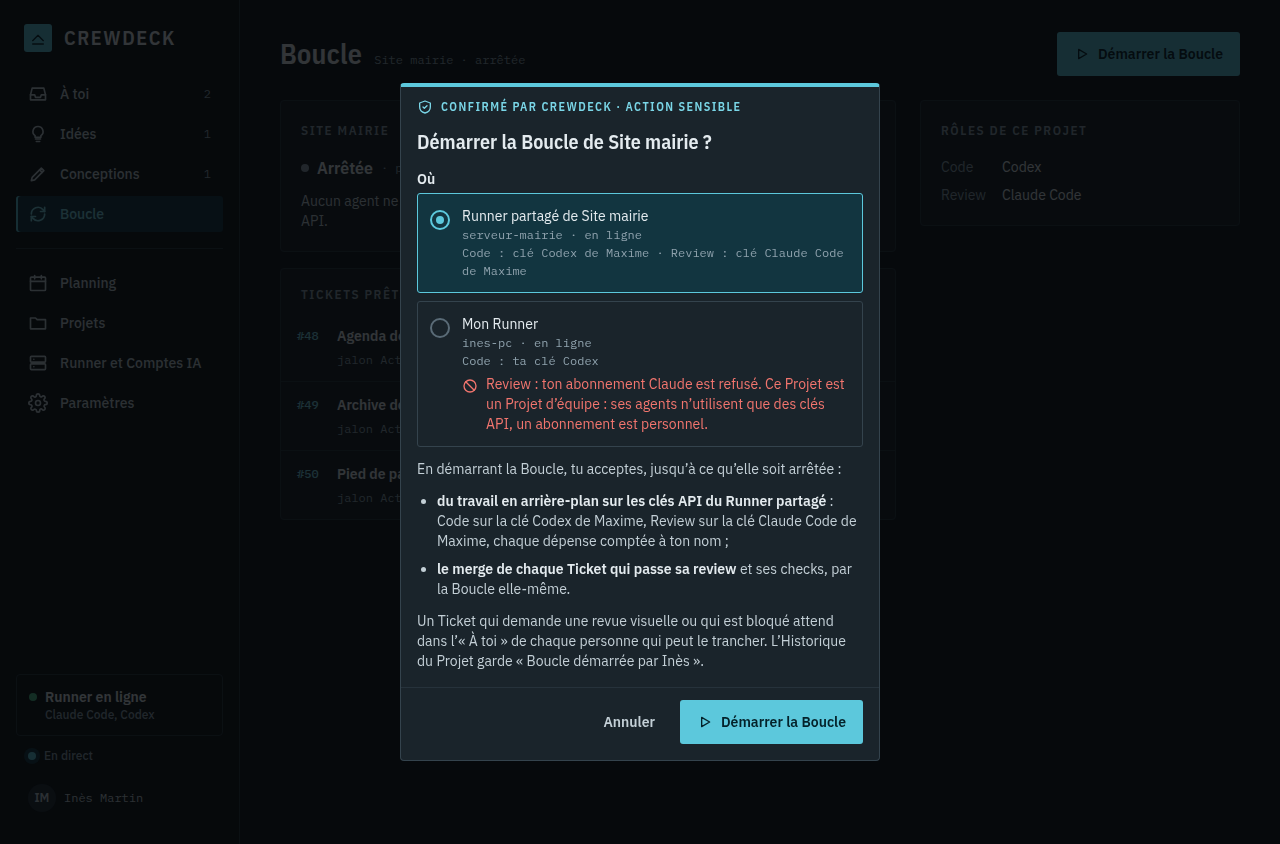 CREWDECK
À toi 2
Idées 1
Conceptions 1
Boucle
Planning
Projets
Runner et Comptes IA
Paramètres
Runner en ligne
Claude Code, Codex
En direct
IM Inès Martin
Boucle Site mairie · arrêtée
Démarrer la Boucle
SITE MAIRIE
Arrêtée ·
Aucun agent ne
API.
TICKETS PRÊT
#48 Agenda de
jalon Act
#49 Archive de
jalon Act
#50 Pied de pa
jalon Act
RÔLES DE CE PROJET
Code Codex
Review Claude Code
CONFIRMÉ PAR CREWDECK · ACTION SENSIBLE
Démarrer la Boucle de Site mairie ?
Où
Runner partagé de Site mairie
serveur-mairie · en ligne
Code : clé Codex de Maxime · Review : clé Claude Code
de Maxime
Mon Runner
ines-pc · en ligne
Code : ta clé Codex
Review : ton abonnement Claude est refusé. Ce Projet est
un Projet d’équipe : ses agents n’utilisent que des clés
API, un abonnement est personnel.
En démarrant la Boucle, tu acceptes, jusqu’à ce qu’elle soit arrêtée :
• du travail en arrière-plan sur les clés API du Runner partagé :
Code sur la clé Codex de Maxime, Review sur la clé Claude Code de
Maxime, chaque dépense comptée à ton nom ;
• le merge de chaque Ticket qui passe sa review et ses checks, par
la Boucle elle-même.
Un Ticket qui demande une revue visuelle ou qui est bloqué attend
dans l’« À toi » de chaque personne qui peut le trancher. L’Historique
du Projet garde « Boucle démarrée par Inès ».
Annuler
Démarrer la Boucle